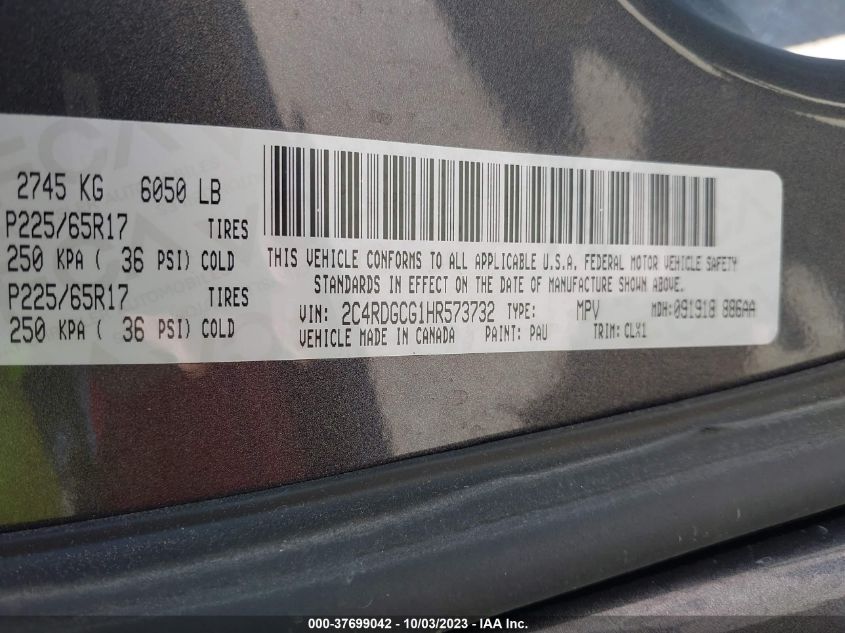 2745 KG 6050 LB
P225/65R17 TIRES
250 KPA ( 36 PSI) COLD
P225/65R17 TIRES
250 KPA ( 36 PSI) COLD
THIS VEHICLE CONFORMS TO ALL APPLICABLE U.S.A. FEDERAL MOTOR VEHICLE SAFETY
STANDARDS IN EFFECT ON THE DATE OF MANUFACTURE SHOWN ABOVE.
VIN: 2C4RDGCG1HR573732 TYPE: MPV MDH:091918 886AA
VEHICLE MADE IN CANADA PAINT: PAU TRIM: CLX1
000-37699042 - 10/03/2023 - IAA Inc.